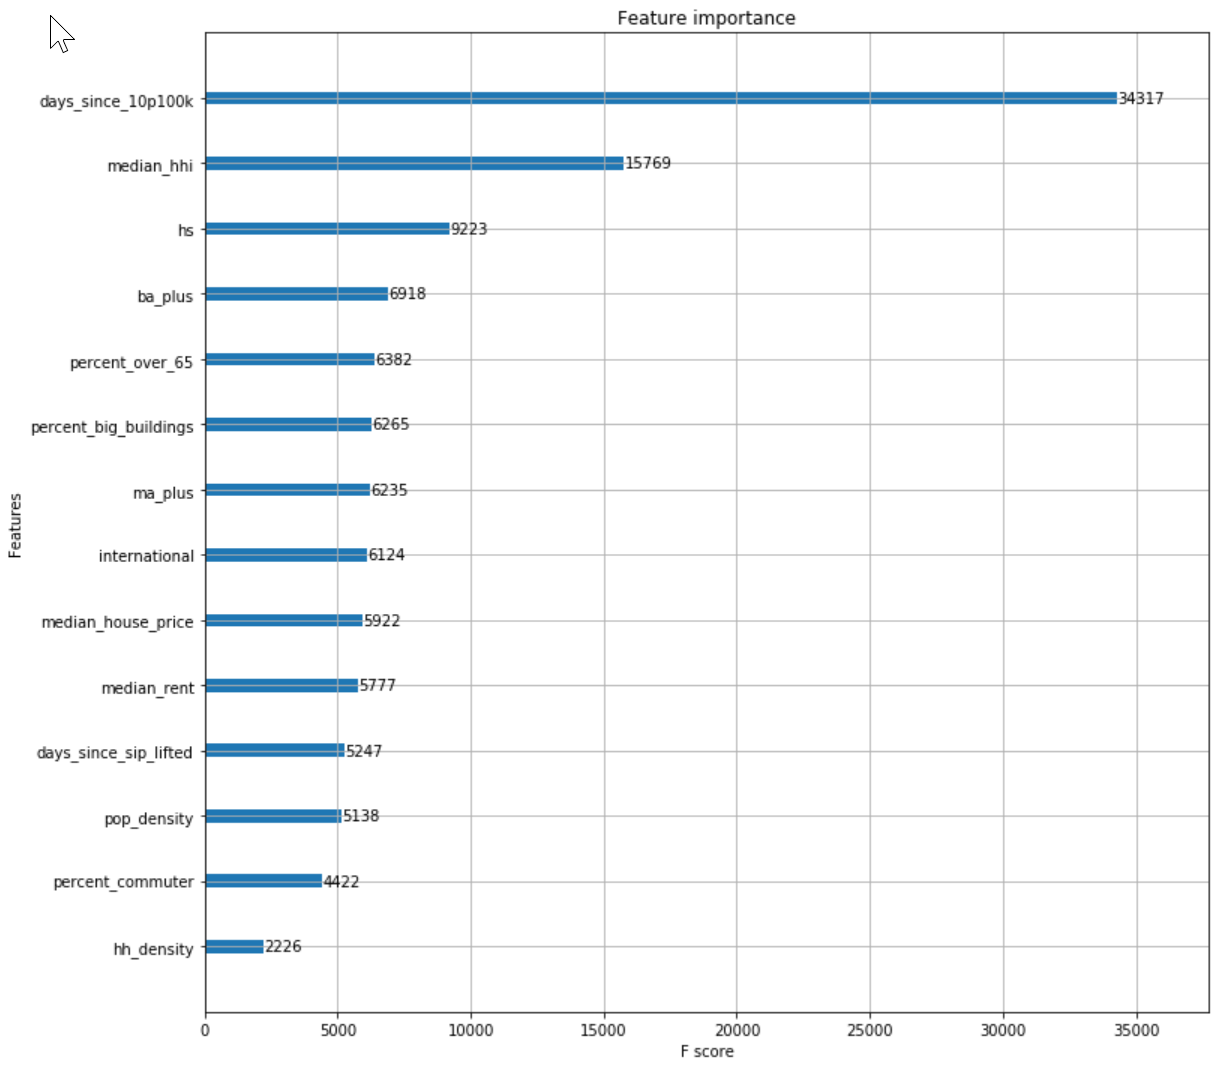 Feature importance
days_since_10p100k 34317
median_hhi 15769
hs 9223
ba_plus 6918
percent_over_65 6382
percent_big_buildings 6265
ma_plus 6235
international 6124
median_house_price 5922
median_rent 5777
days_since_sip_lifted 5247
pop_density 5138
percent_commuter 4422
hh_density 2226
Features
0 5000 10000 15000 20000 25000 30000 35000
F score